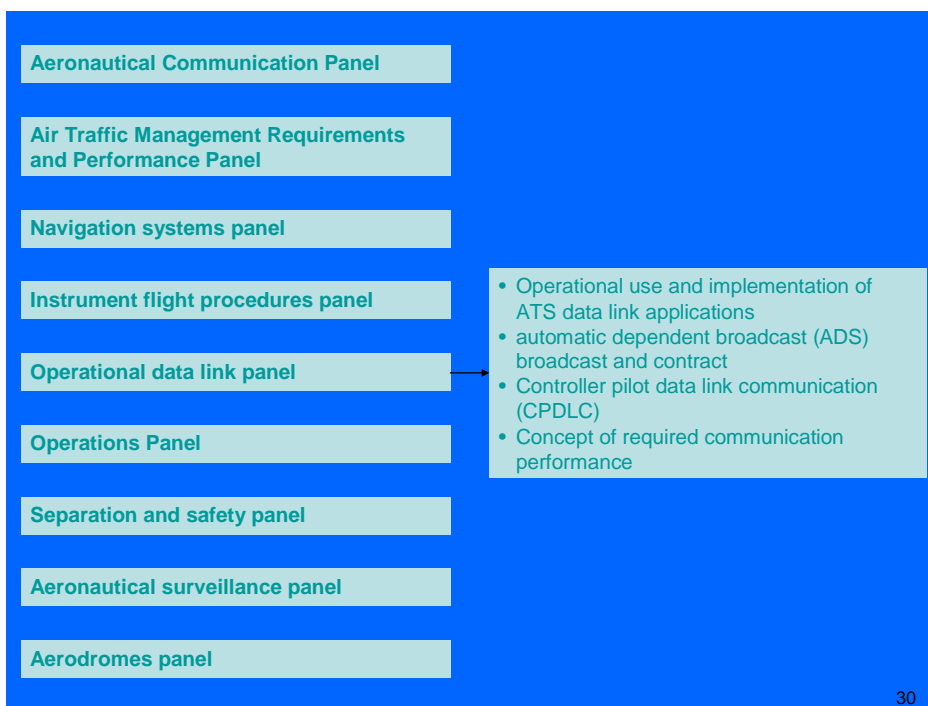 Aeronautical Communication Panel
Air Traffic Management Requirements
and Performance Panel
Navigation systems panel
Instrument flight procedures panel
Operational data link panel
Operations Panel
Separation and safety panel
Aeronautical surveillance panel
Aerodromes panel
• Operational use and implementation of
ATS data link applications
• automatic dependent broadcast (ADS)
broadcast and contract
• Controller pilot data link communication
(CPDLC)
• Concept of required communication
performance
30